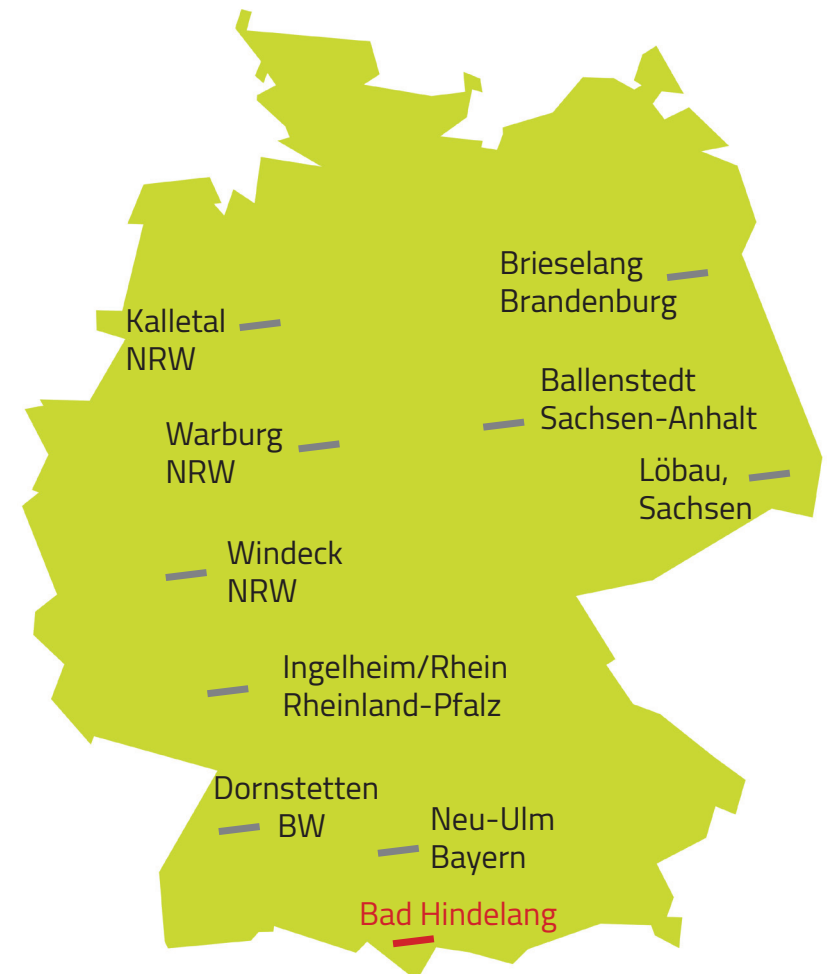 Brieselang
Brandenburg
Kalletal
NRW
Ballenstedt
Sachsen-Anhalt
Warburg
NRW
Löbau,
Sachsen
Windeck
NRW
Ingelheim/Rhein
Rheinland-Pfalz
Dornstetten
BW
Neu-Ulm
Bayern
Bad Hindelang